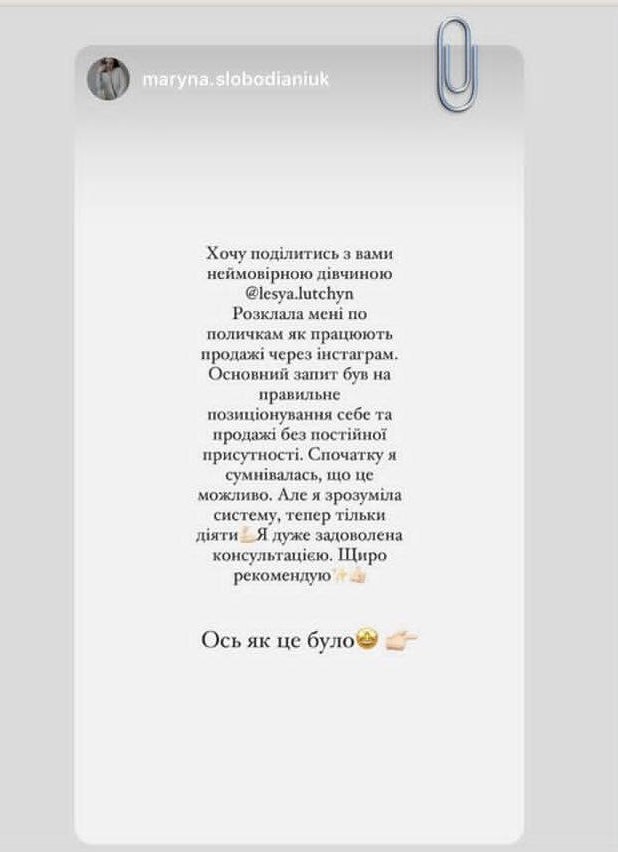 maryna.slobodianiuk
Хочу поділитись з вами
неймовірною дівчиною
@lesya.lutchyn
Розклала мені по
поличкам як працюють
продажі через інстаграм.
Основний запит був на
правильне
позиціонування себе та
продажі без постійної
присутності. Спочатку я
сумнівалась, що це
можливо. Але я зрозуміла
систему, тепер тільки
діяти💪🏻Я дуже задоволена
консультацією. Щиро
рекомендую✨👍🏻
Ось як це було🤩 👉🏻